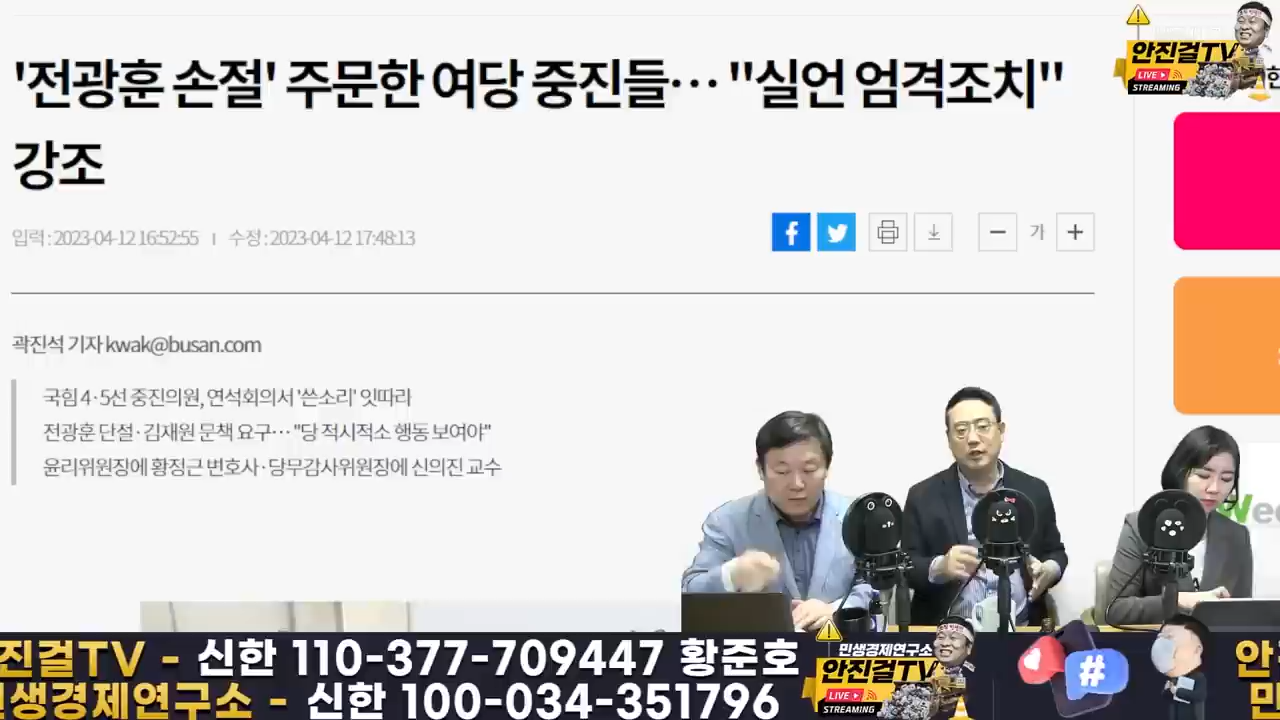 '전광훈 손절' 주문한 여당 중진들… "실언 엄격조치"
강조
입력 : 2023-04-12 16:52:55 수정 : 2023-04-12 17:48:13
가
곽진석 기자 kwak@busan.com
국힘 4·5선 중진의원, 연석회의서 '쓴소리' 잇따라
전광훈 단절·김재원 문책 요구… "당 적시적소 행동 보여야"
윤리위원장에 황정근 변호사·당무감사위원장에 신의진 교수
안진걸TV
LIVE
STREAMING
진걸TV - 신한 110-377-709447 황준호
민생경제연구소 - 신한 100-034-351796
민생경제연구소
안진걸TV
LIVE
STREAMING
#
안
민